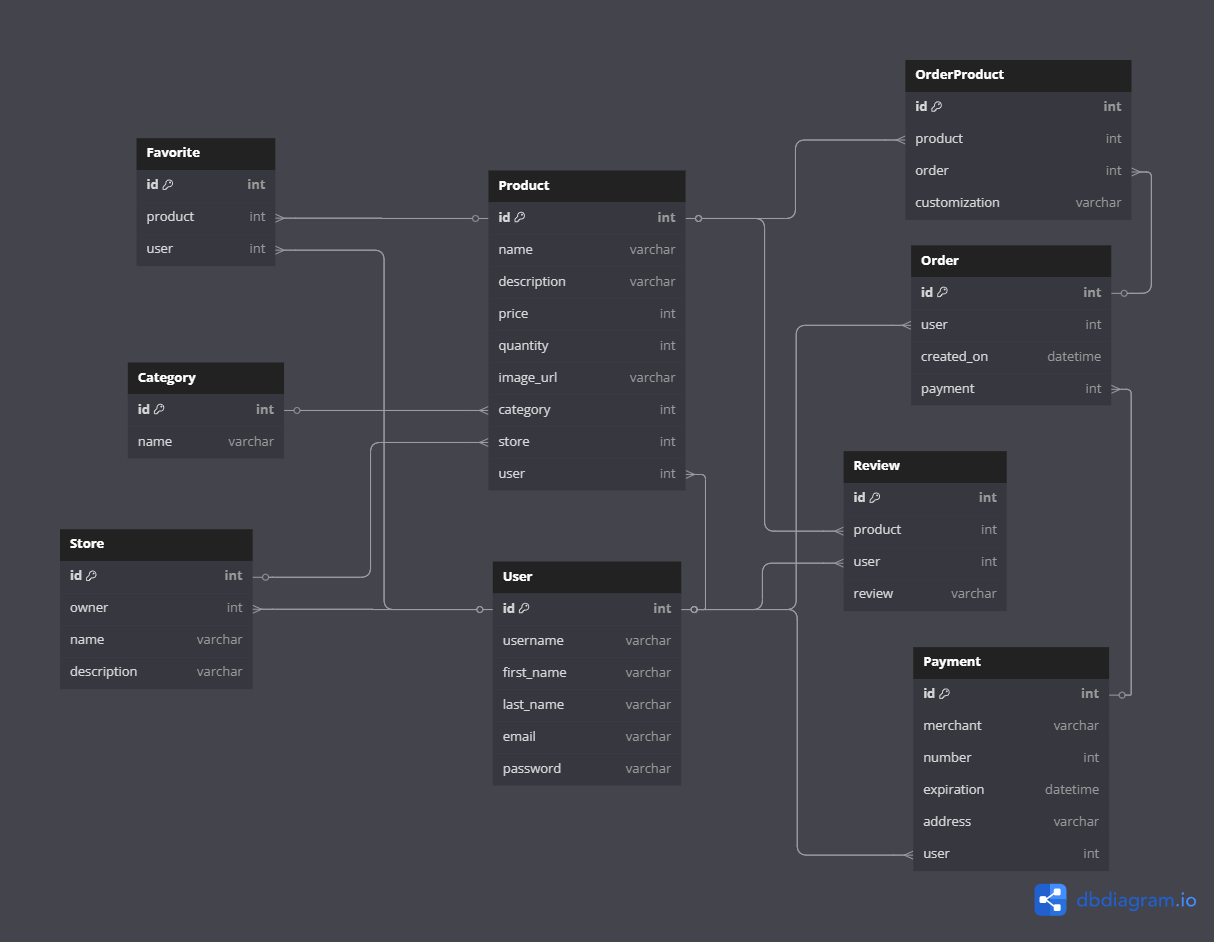 Favorite
id int
product int
user int
Category
id int
name varchar
Store
id int
owner int
name varchar
description varchar
Product
id int
name varchar
description varchar
price int
quantity int
image_url varchar
category int
store int
user int
User
id int
username varchar
first_name varchar
last_name varchar
email varchar
password varchar
OrderProduct
id int
product int
order int
customization varchar
Order
id int
user int
created_on datetime
payment int
Review
id int
product int
user int
review varchar
Payment
id int
merchant varchar
number int
expiration datetime
address varchar
user int
dbdiagram.io